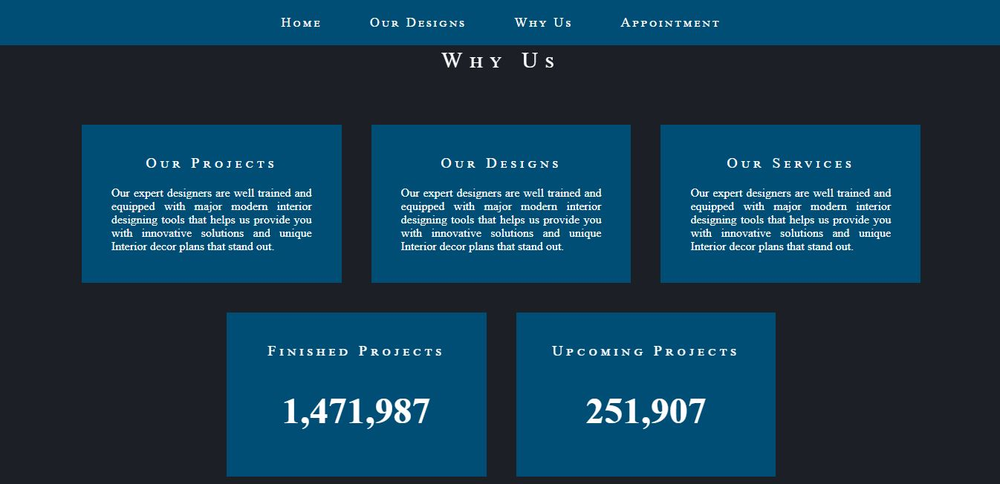 Home Our Designs Why Us Appointment
Why Us
Our Projects
Our expert designers are well trained and
equipped with major modern interior
designing tools that helps us provide you
with innovative solutions and unique
Interior decor plans that stand out.
Our Designs
Our expert designers are well trained and
equipped with major modern interior
designing tools that helps us provide you
with innovative solutions and unique
Interior decor plans that stand out.
Our Services
Our expert designers are well trained and
equipped with major modern interior
designing tools that helps us provide you
with innovative solutions and unique
Interior decor plans that stand out.
Finished Projects
1,471,987
Upcoming Projects
251,907